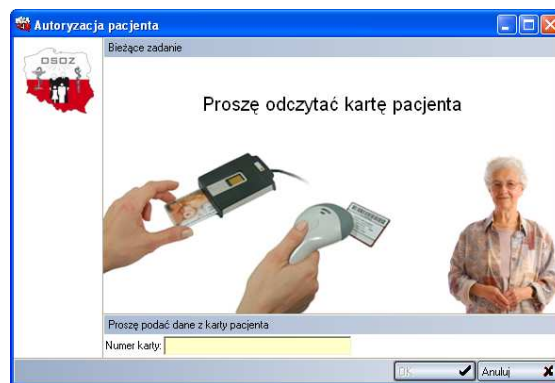 Autoryzacja pacjenta
Bieżące zadanie
OSOZ
Proszę odczytać kartę pacjenta
Proszę podać dane z karty pacjenta
Numer karty:
OK
Anuluj